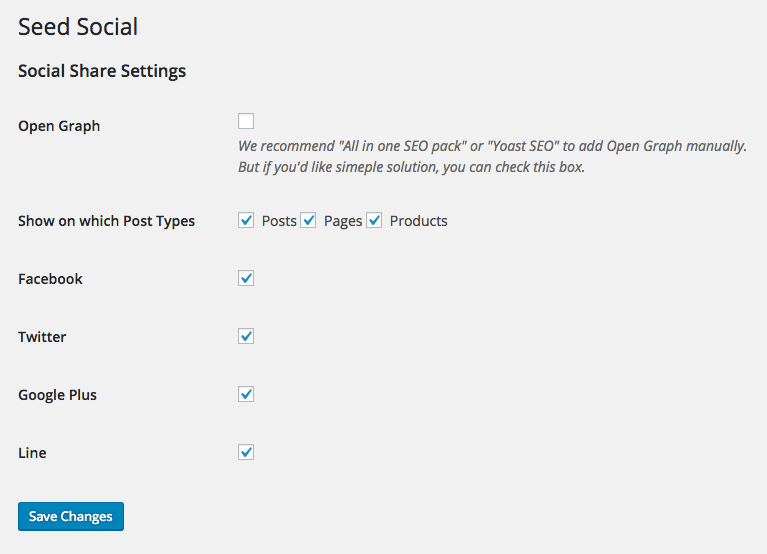 Seed Social
Social Share Settings
Open Graph
We recommend "All in one SEO pack" or "Yoast SEO" to add Open Graph manually.
But if you'd like simeple solution, you can check this box.
Show on which Post Types Posts Pages Products
Facebook
Twitter
Google Plus
Line
Save Changes